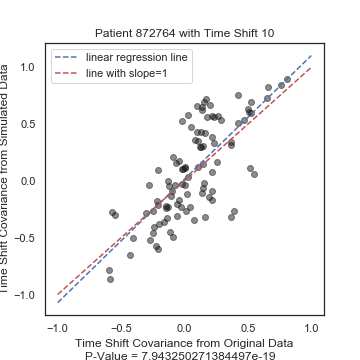 Patient 872764 with Time Shift 10
linear regression line
line with slope=1
Time Shift Covariance from Simulated Data
1.0
0.5
0.0
−0.5
−1.0
−1.0 −0.5 0.0 0.5 1.0
Time Shift Covariance from Original Data
P-Value = 7.943250271384497e-19